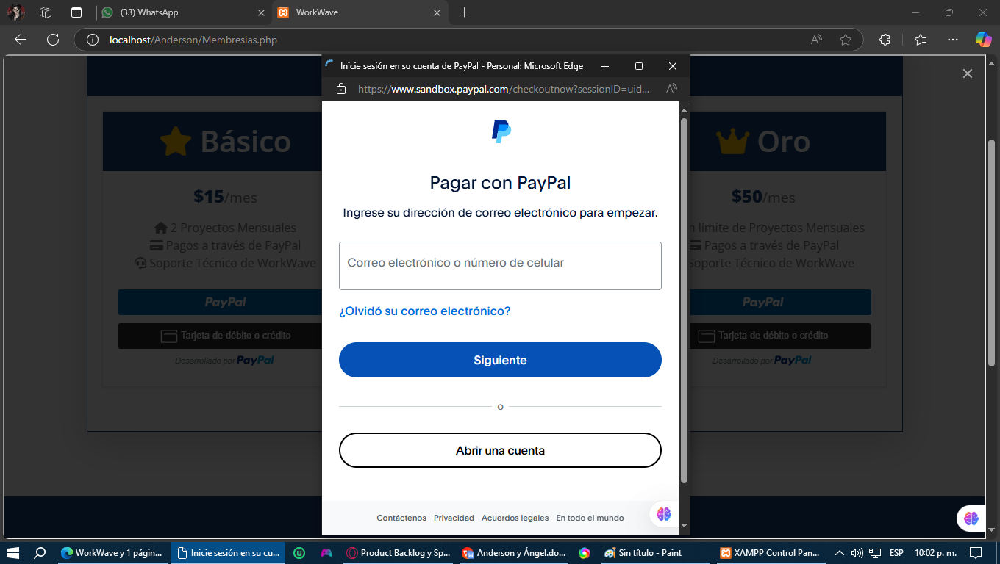 (33) WhatsApp
WorkWave
localhost/Anderson/Membresias.php
Inicie sesión en su cuenta de PayPal - Personal: Microsoft Edge
https://www.sandbox.paypal.com/checkoutnow?sessionID=uid...
Básico
$15/mes
2 Proyectos Mensuales
Pagos a través de PayPal
Soporte Técnico de WorkWave
PayPal
Tarjeta de débito o crédito
Desarrollado por PayPal
Pagar con PayPal
Ingrese su dirección de correo electrónico para empezar.
Correo electrónico o número de celular
¿Olvidó su correo electrónico?
Siguiente
o
Abrir una cuenta
Contáctenos Privacidad Acuerdos legales En todo el mundo
Oro
$50/mes
n límite de Proyectos Mensuales
Pagos a través de PayPal
Soporte Técnico de WorkWave
PayPal
Tarjeta de débito o crédito
Desarrollado por PayPal
WorkWave y 1 págin...
Inicie sesión en su cu...
Product Backlog y Sp...
Anderson y Ángel.do...
Sin título - Paint
XAMPP Control Pan...
ESP
10:02 p. m.